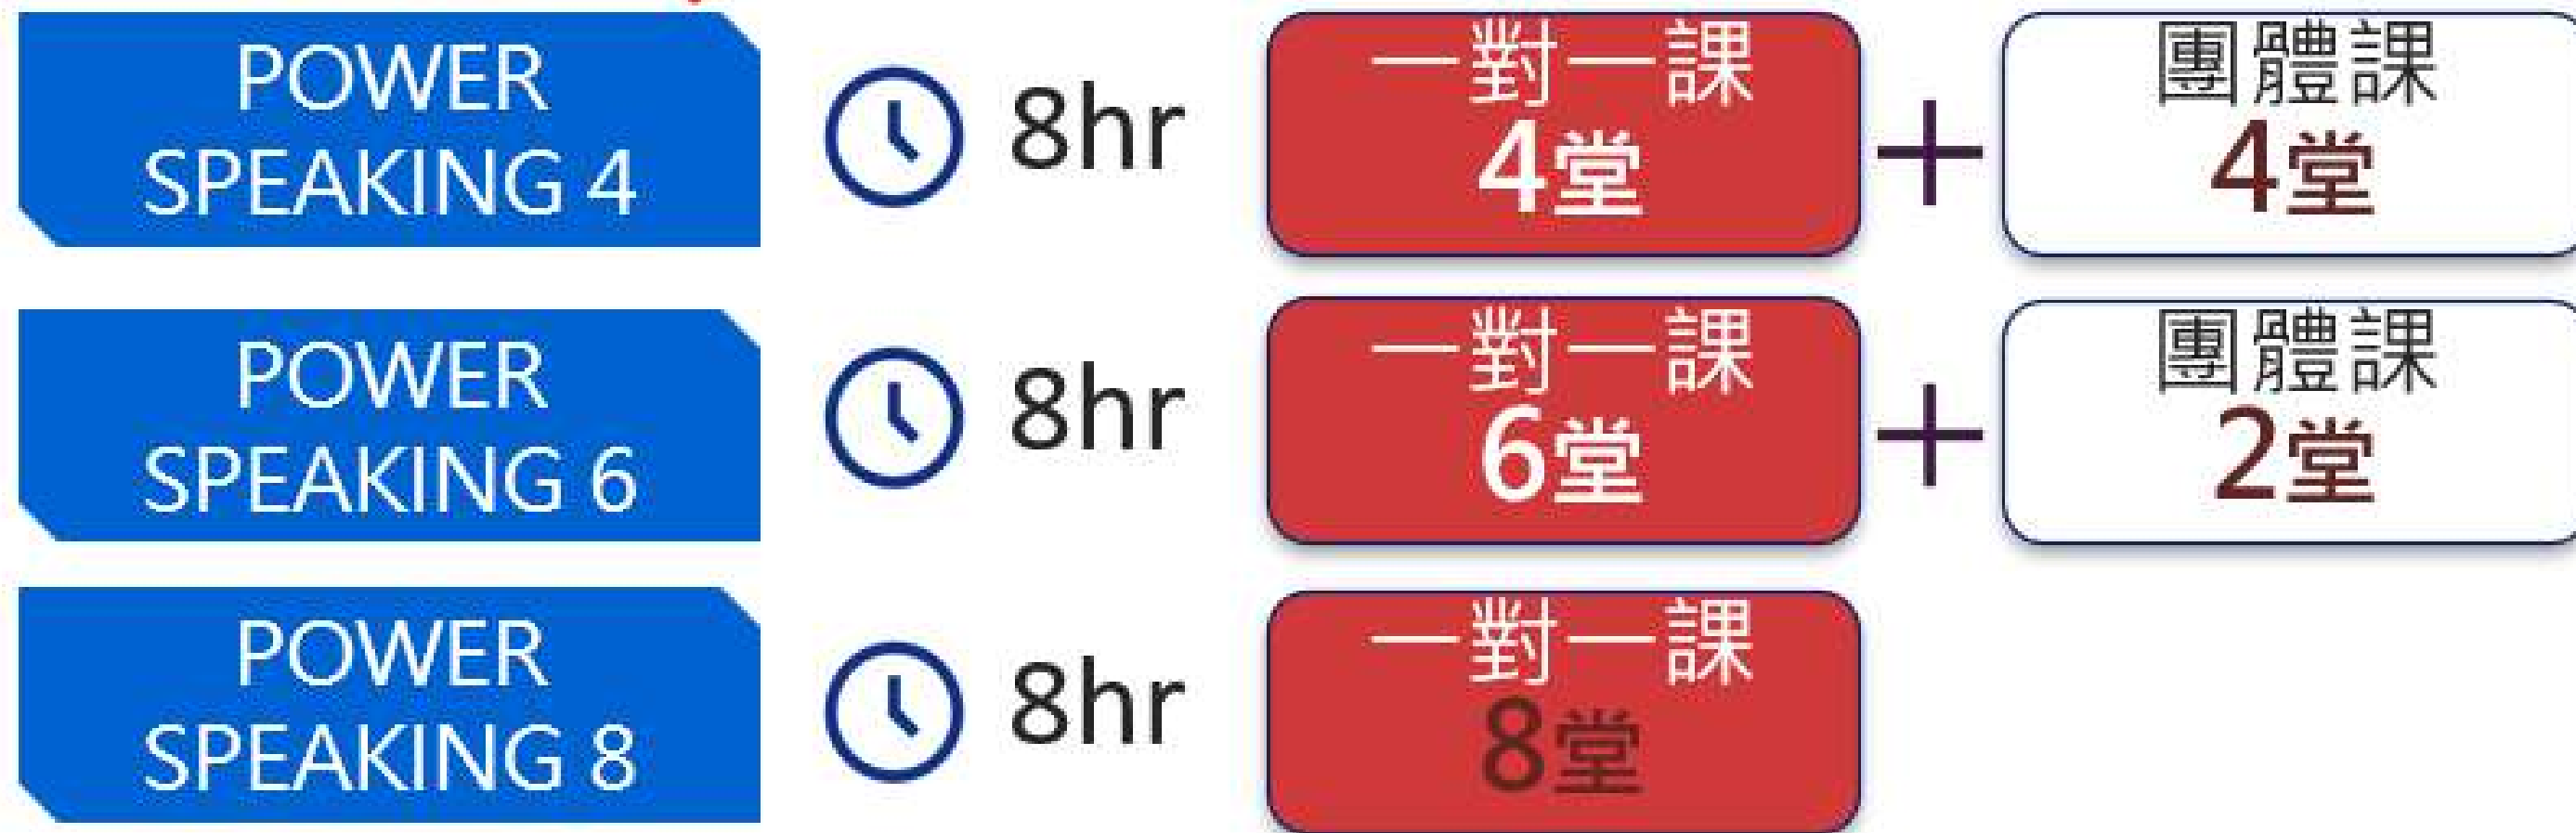 POWER
SPEAKING 4
8hr
一對一課
4堂
+
團體課
4堂
POWER
SPEAKING 6
8hr
一對一課
6堂
+
團體課
2堂
POWER
SPEAKING 8
8hr
一對一課
8堂